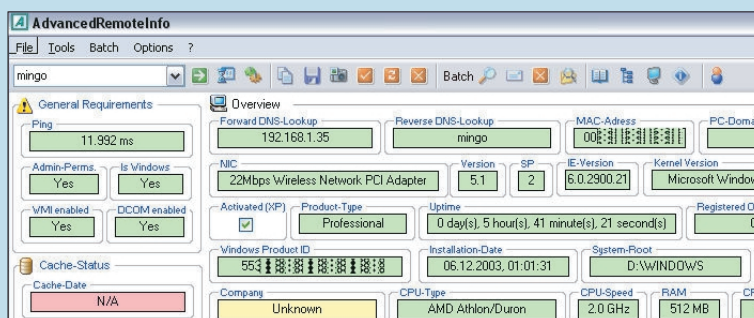 AdvancedRemoteInfo
File Tools Batch Options ?
mingo
Batch
General Requirements
Ping
11.992 ms
Admin-Perms. Is Windows
Yes Yes
WMI enabled DCOM enabled
Yes Yes
Cache-Status
Cache-Date
N/A
Overview
Forward DNS-Lookup Reverse DNS-Lookup MAC-Adress PC-Doma
192.168.1.35 mingo 00
NIC Version SP IE-Version Kernel Version
22Mbps Wireless Network PCI Adapter 5.1 2 6.0.2900.21 Microsoft Window
Activated (XP) Product-Type Uptime Registered O
Professional 0 day(s), 5 hour(s), 41 minute(s), 21 second(s)
Windows Product ID Installation-Date System-Root
553 06.12.2003, 01:01:31 D:\WINDOWS
Company CPU-Type CPU-Speed RAM
Unknown AMD Athlon/Duron 2.0 GHz 512 MB